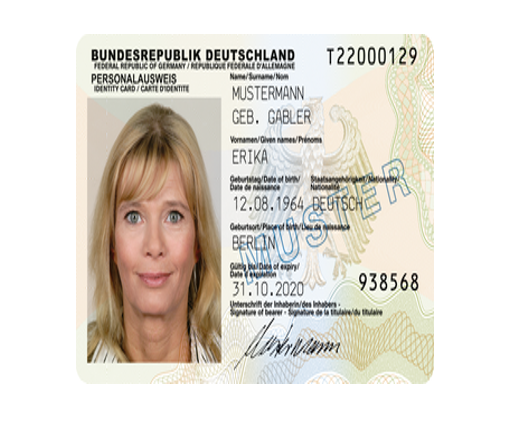 BUNDESREPUBLIK DEUTSCHLAND
FEDERAL REPUBLIC OF GERMANY / REPUBLIQUE FEDERALE D'ALLEMAGNE
PERSONALAUSWEIS
IDENTITY CARD / CARTE D'IDENTITE
T22000129
Name/Surname/Nom
MUSTERMANN
GEB. GABLER
Vornamen/Given names/Prénoms
ERIKA
Geburtstag/Date of birth/
Date de naissance
Staatsangehörigkeit/Nationality/
Nationalité
12.08.1964 DEUTSCH
Geburtsort/Place of birth/Lieu de naissance
BERLIN
Gültig bis/Date of expiry/
Date d'expiration
31.10.2020
938568
Unterschrift der Inhaberin/des Inhabers -
Signature of bearer - Signature de la titulaire/du titulaire
Mustermann
MUSTER